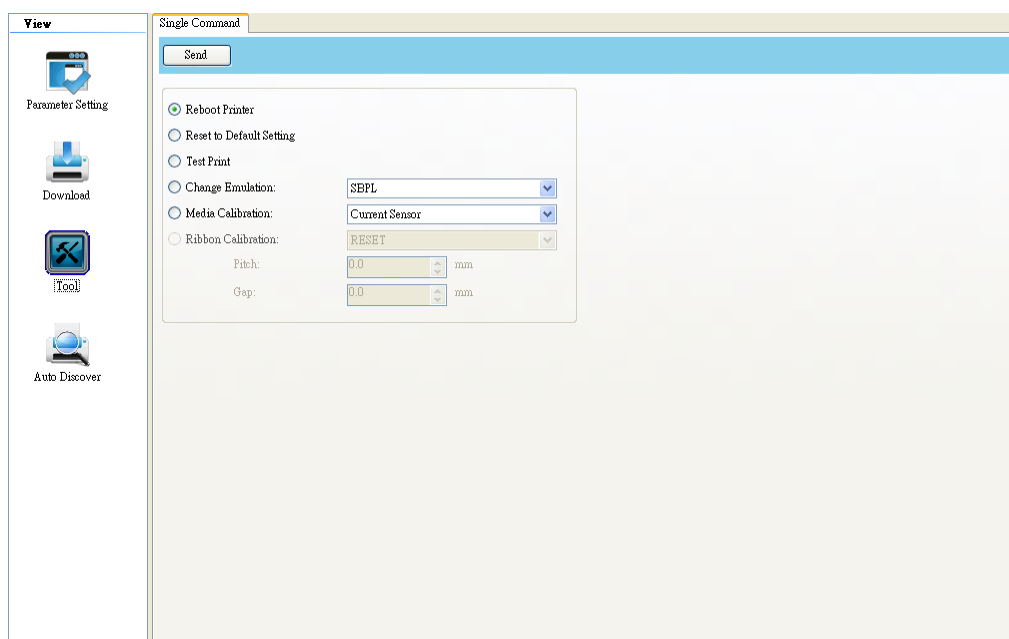 View
Parameter Setting
Download
Tool
Auto Discover
Single Command
Send
Reboot Printer
Reset to Default Setting
Test Print
Change Emulation: SBPL
Media Calibration: Current Sensor
Ribbon Calibration: RESET
Pitch: 0.0 mm
Gap: 0.0 mm